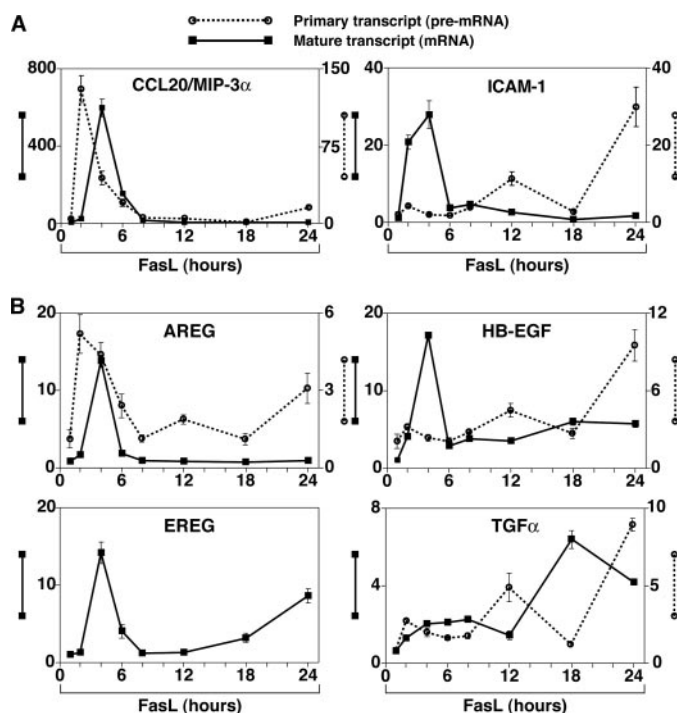 A
Primary transcript (pre-mRNA)
Mature transcript (mRNA)
CCL20/MIP-3α
800
400
0
150
75
0
0 6 12 18 24
FasL (hours)
ICAM-1
40
20
0
40
20
0
0 6 12 18 24
FasL (hours)
B
AREG
20
10
0
6
3
0
0 6 12 18 24
HB-EGF
20
10
0
12
8
4
0
0 6 12 18 24
EREG
20
10
0
0 6 12 18 24
FasL (hours)
TGFα
8
4
0
10
5
0
0 6 12 18 24
FasL (hours)